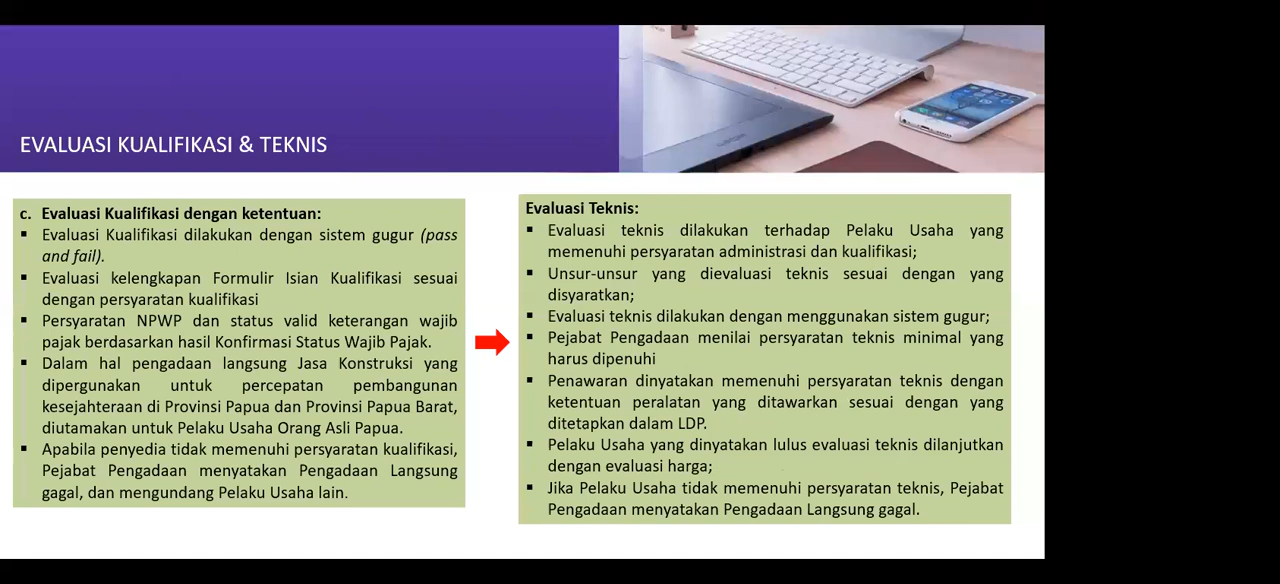 EVALUASI KUALIFIKASI & TEKNIS
c. Evaluasi Kualifikasi dengan ketentuan:
▪ Evaluasi Kualifikasi dilakukan dengan sistem gugur (pass
and fail).
▪ Evaluasi kelengkapan Formulir Isian Kualifikasi sesuai
dengan persyaratan kualifikasi
▪ Persyaratan NPWP dan status valid keterangan wajib
pajak berdasarkan hasil Konfirmasi Status Wajib Pajak.
▪ Dalam hal pengadaan langsung Jasa Konstruksi yang
dipergunakan untuk percepatan pembangunan
kesejahteraan di Provinsi Papua dan Provinsi Papua Barat,
diutamakan untuk Pelaku Usaha Orang Asli Papua.
▪ Apabila penyedia tidak memenuhi persyaratan kualifikasi,
Pejabat Pengadaan menyatakan Pengadaan Langsung
gagal, dan mengundang Pelaku Usaha lain.
Evaluasi Teknis:
▪ Evaluasi teknis dilakukan terhadap Pelaku Usaha yang
memenuhi persyaratan administrasi dan kualifikasi;
▪ Unsur-unsur yang dievaluasi teknis sesuai dengan yang
disyaratkan;
▪ Evaluasi teknis dilakukan dengan menggunakan sistem gugur;
▪ Pejabat Pengadaan menilai persyaratan teknis minimal yang
harus dipenuhi
▪ Penawaran dinyatakan memenuhi persyaratan teknis dengan
ketentuan peralatan yang ditawarkan sesuai dengan yang
ditetapkan dalam LDP.
▪ Pelaku Usaha yang dinyatakan lulus evaluasi teknis dilanjutkan
dengan evaluasi harga;
▪ Jika Pelaku Usaha tidak memenuhi persyaratan teknis, Pejabat
Pengadaan menyatakan Pengadaan Langsung gagal.